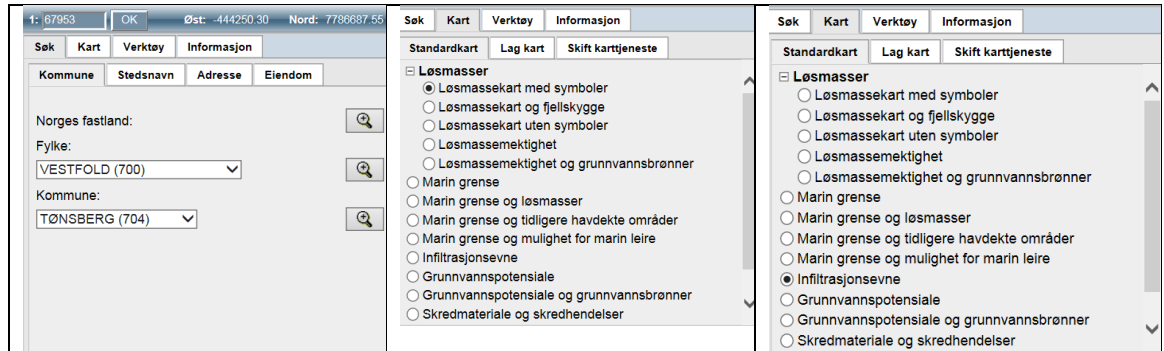 1: 67953 OK Øst: -444250.30 Nord: 7786687.55
Søk Kart Verktøy Informasjon
Kommune Stedsnavn Adresse Eiendom
Norges fastland:
Fylke:
VESTFOLD (700)
Kommune:
TØNSBERG (704)
Søk Kart Verktøy Informasjon
Standardkart Lag kart Skift karttjeneste
Løsmasser
Løsmassekart med symboler
Løsmassekart og fjellskygge
Løsmassekart uten symboler
Løsmassemektighet
Løsmassemektighet og grunnvannsbrønner
Marin grense
Marin grense og løsmasser
Marin grense og tidligere havdekte områder
Marin grense og mulighet for marin leire
Infiltrasjonsevne
Grunnvannspotensiale
Grunnvannspotensiale og grunnvannsbrønner
Skredmateriale og skredhendelser
Søk Kart Verktøy Informasjon
Standardkart Lag kart Skift karttjeneste
Løsmasser
Løsmassekart med symboler
Løsmassekart og fjellskygge
Løsmassekart uten symboler
Løsmassemektighet
Løsmassemektighet og grunnvannsbrønner
Marin grense
Marin grense og løsmasser
Marin grense og tidligere havdekte områder
Marin grense og mulighet for marin leire
Infiltrasjonsevne
Grunnvannspotensiale
Grunnvannspotensiale og grunnvannsbrønner
Skredmateriale og skredhendelser